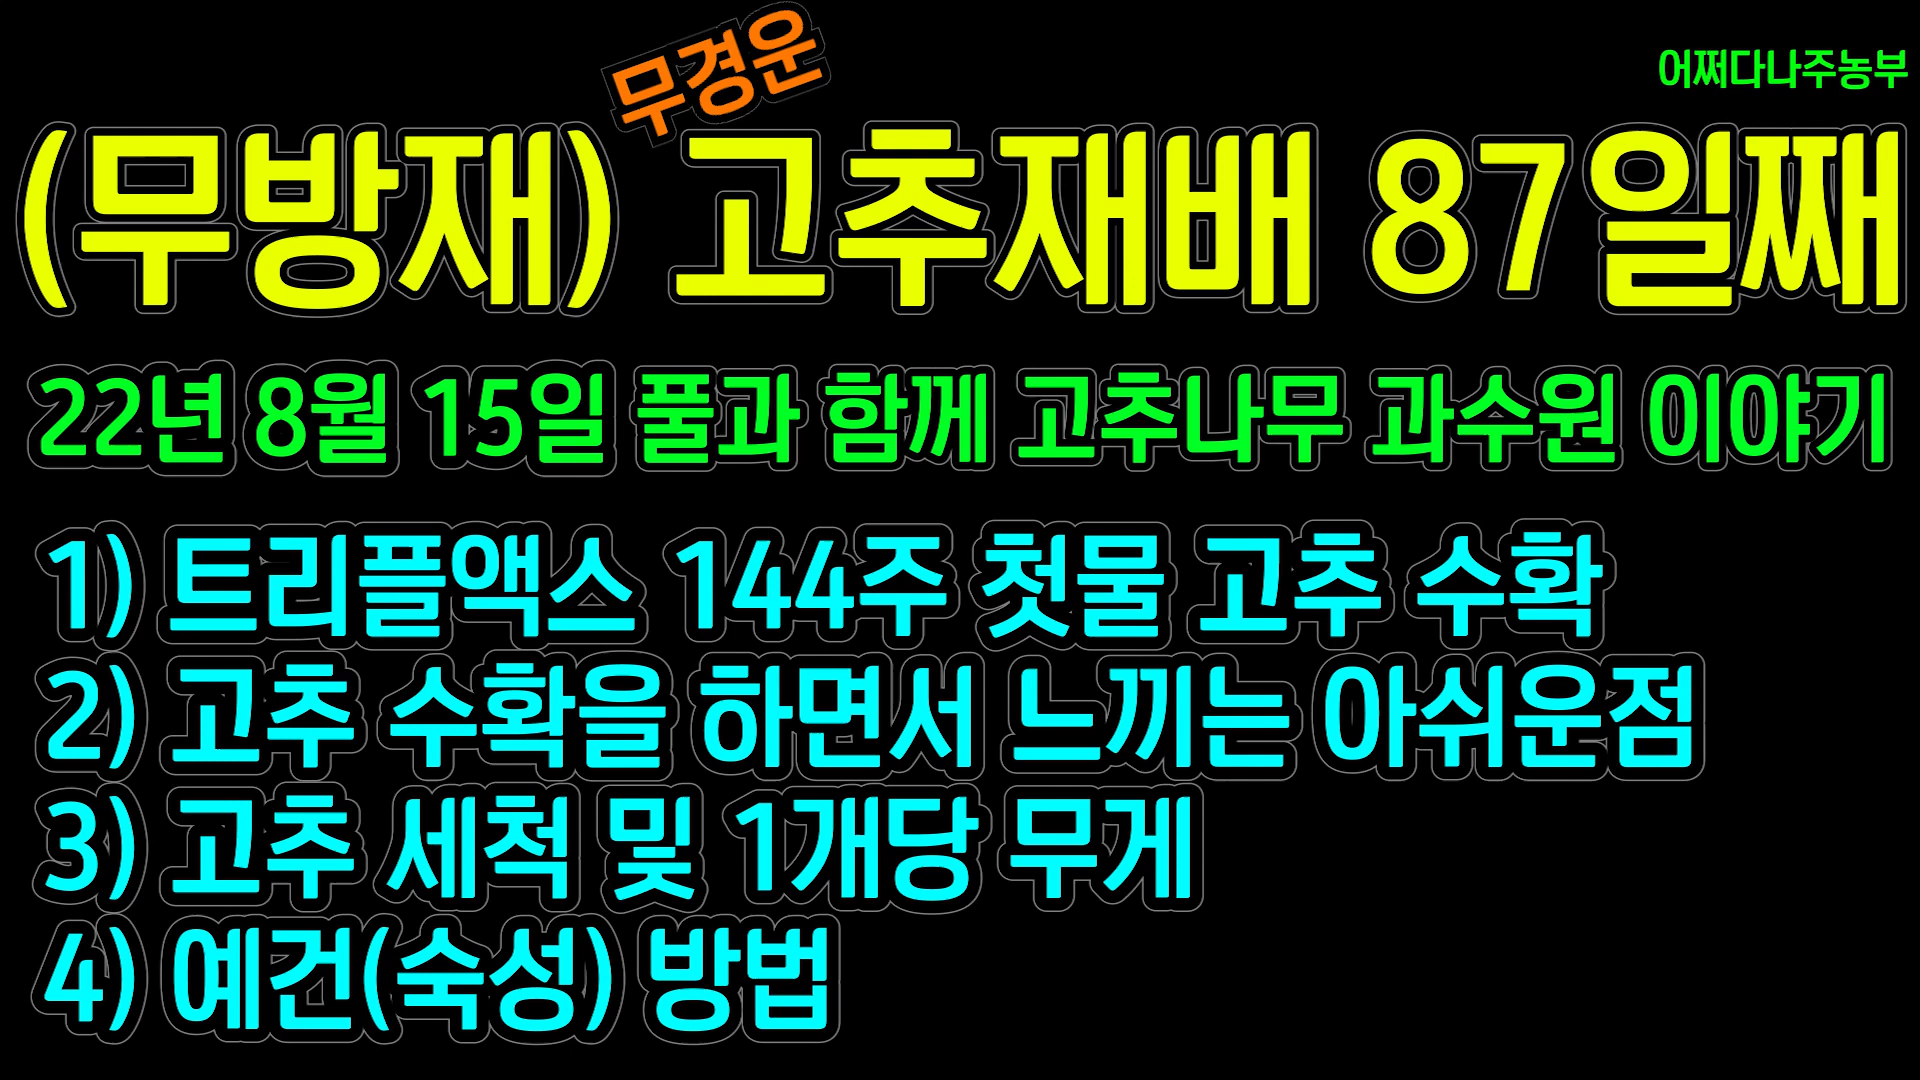 무경운
어쩌다나주농부
(무방재) 고추재배 87일째
22년 8월 15일 풀과 함께 고추나무 과수원 이야기
1) 트리플액스 144주 첫물 고추 수확
2) 고추 수확을 하면서 느끼는 아쉬운점
3) 고추 세척 및 1개당 무게
4) 예건(숙성) 방법